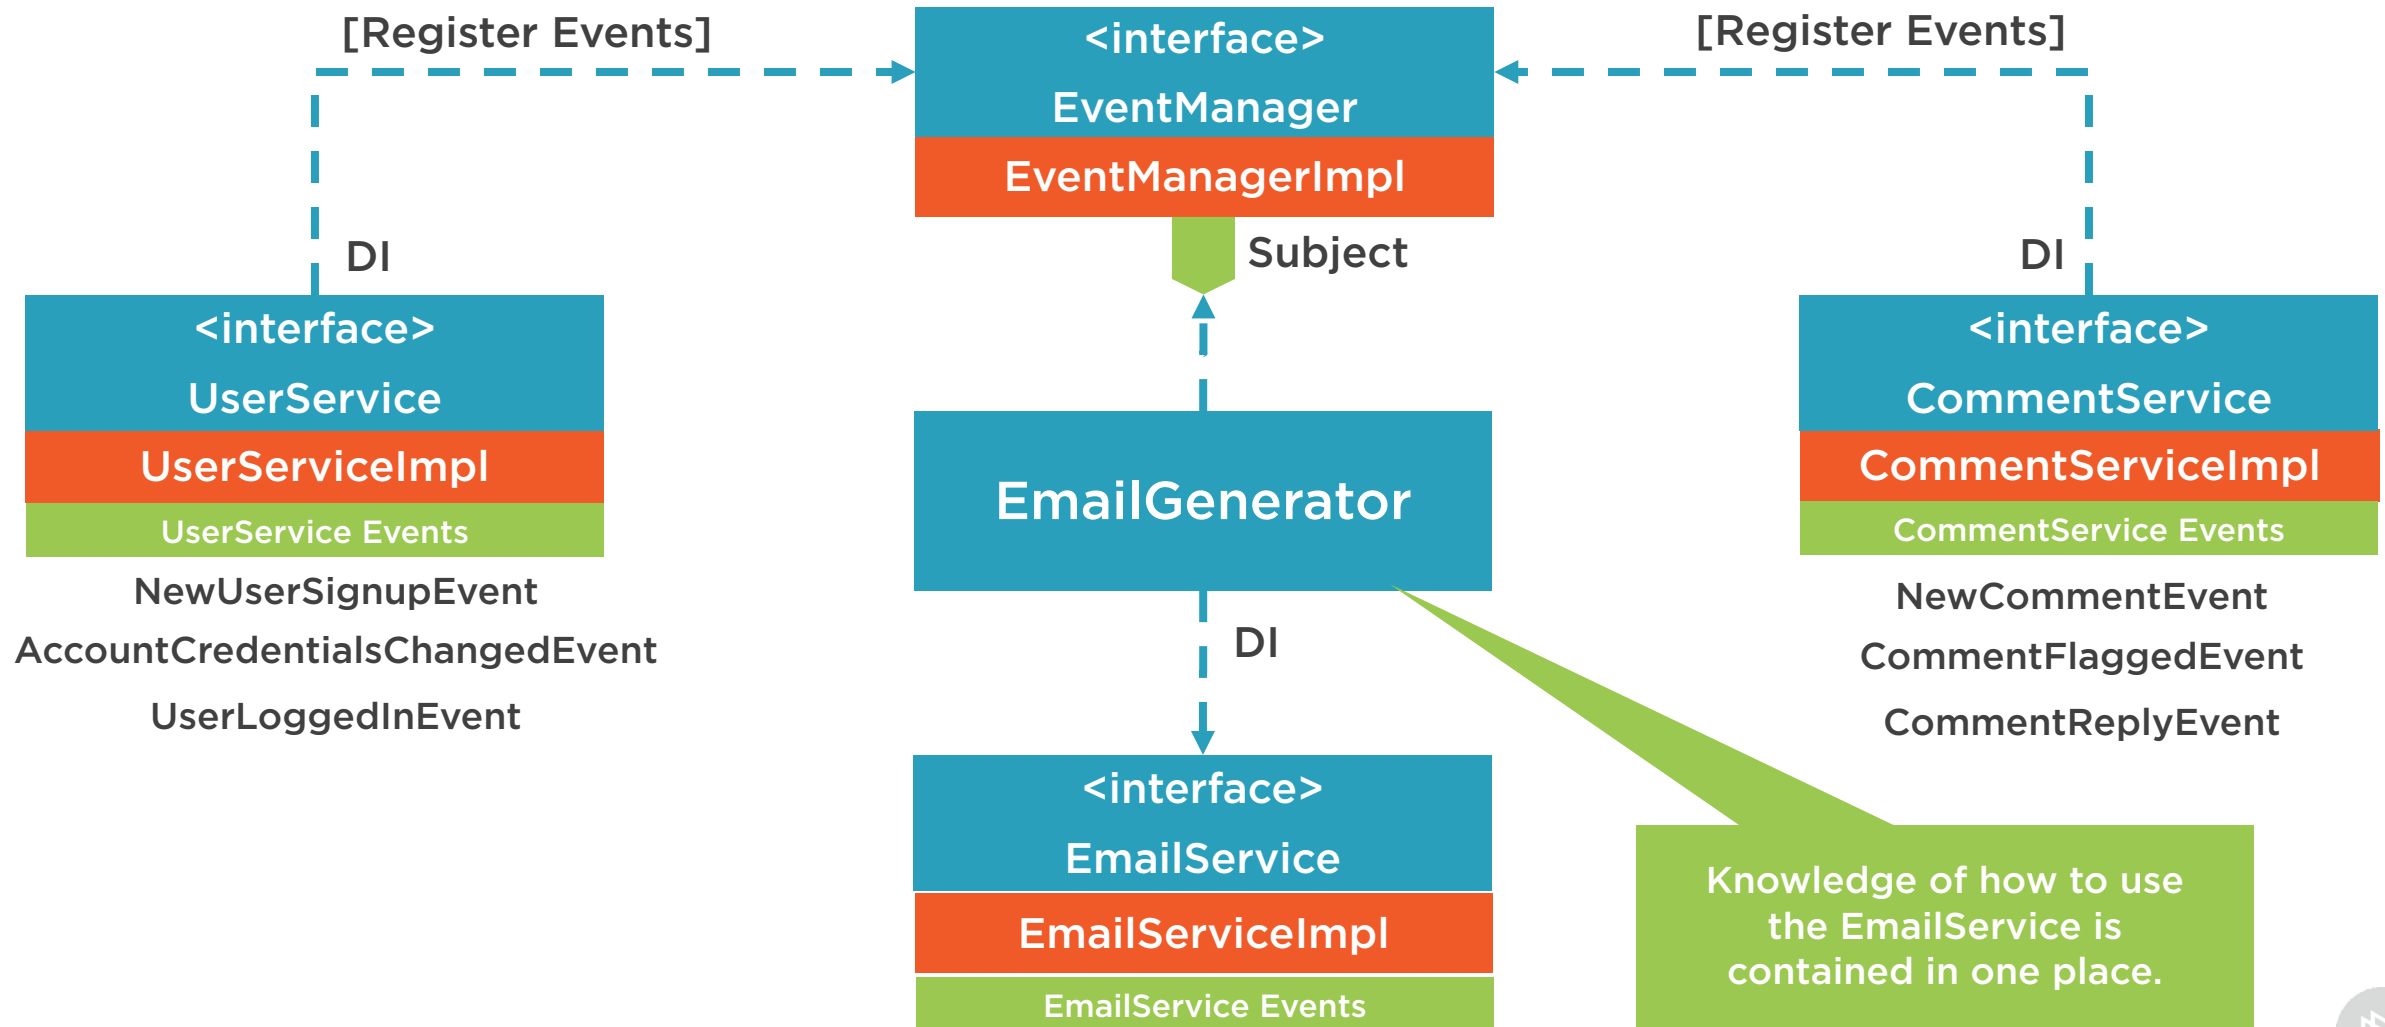 [Register Events]
<interface>
EventManager
EventManagerImpl
[Register Events]
Subject
DI
<interface>
UserService
UserServiceImpl
UserService Events
NewUserSignupEvent
AccountCredentialsChangedEvent
UserLoggedInEvent
DI
<interface>
CommentService
CommentServiceImpl
CommentService Events
NewCommentEvent
CommentFlaggedEvent
CommentReplyEvent
EmailGenerator
DI
<interface>
EmailService
EmailServiceImpl
EmailService Events
Knowledge of how to use
the EmailService is
contained in one place.